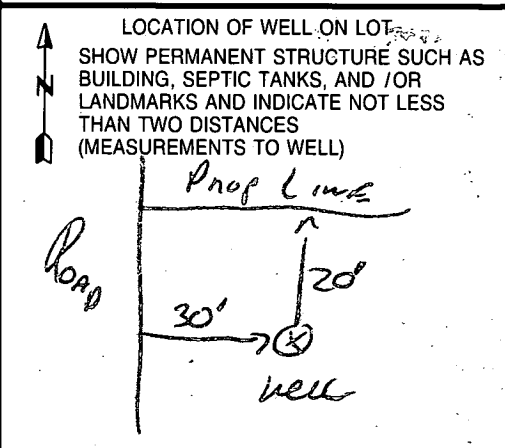 LOCATION OF WELL ON LOT
SHOW PERMANENT STRUCTURE SUCH AS
BUILDING, SEPTIC TANKS, AND /OR
LANDMARKS AND INDICATE NOT LESS
THAN TWO DISTANCES
(MEASUREMENTS TO WELL)
N
Prop Line
Road
20'
30'
X
well